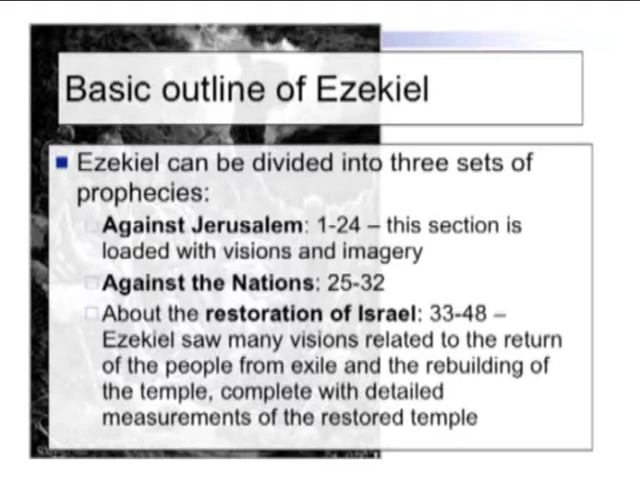 Basic outline of Ezekiel
Ezekiel can be divided into three sets of
prophecies:
Against Jerusalem: 1-24 – this section is
loaded with visions and imagery
Against the Nations: 25-32
About the restoration of Israel: 33-48 –
Ezekiel saw many visions related to the return
of the people from exile and the rebuilding of
the temple, complete with detailed
measurements of the restored temple